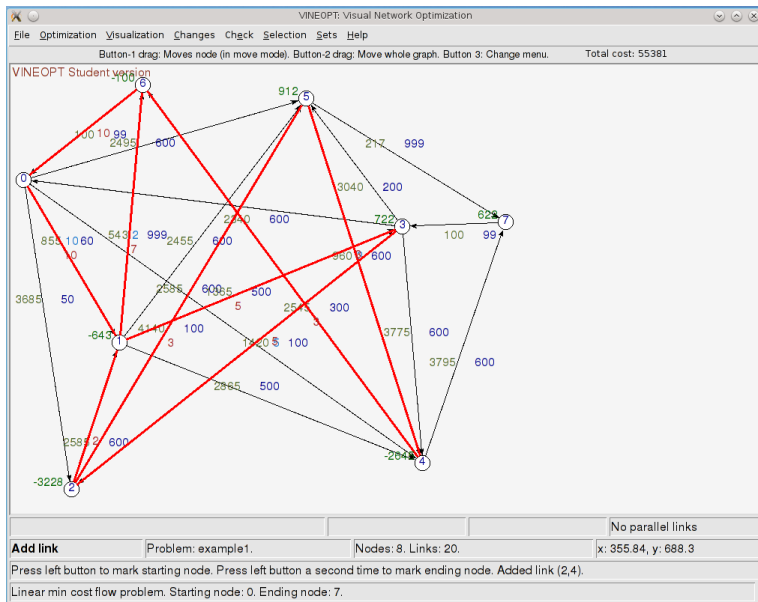 VINEOPT: Visual Network Optimization
File Optimization Visualization Changes Check Selection Sets Help
Button-1 drag: Moves node (in move mode). Button-2 drag: Move whole graph. Button 3: Change menu. Total cost: 55381
VINEOPT Student version
-100
6
912
5
100 10 99
2495 600
217 999
0
3040 200
722
3
622
7
2340 600
100 99
855 10 60
10
543 2 999
7
2455 600
960 600
3685 50
2585 600
1365 500
5
2545 300
3
-643
1
4140 100
3
1420 100
3775 600
3795 600
2865 500
2585 2 600
4
-3228
2
No parallel links
Add link
Problem: example1.
Nodes: 8. Links: 20.
x: 355.84, y: 688.3
Press left button to mark starting node. Press left button a second time to mark ending node. Added link (2,4).
Linear min cost flow problem. Starting node: 0. Ending node: 7.